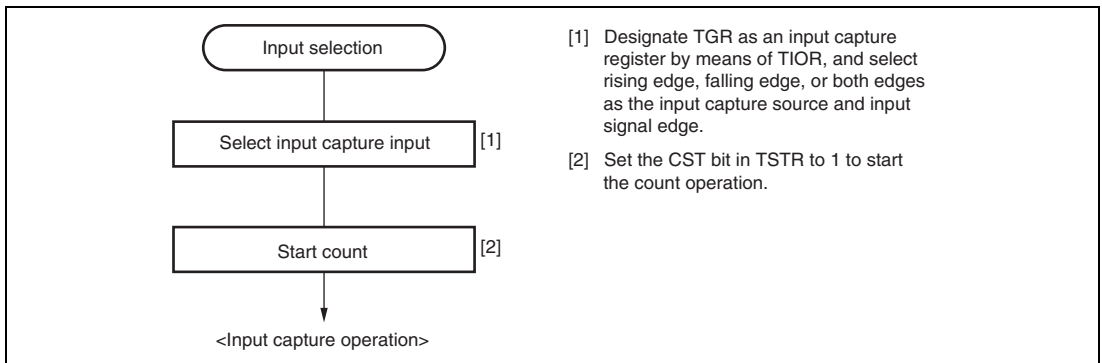 Input selection
Select input capture input
[1]
Start count
[2]
<Input capture operation>
[1] Designate TGR as an input capture
register by means of TIOR, and select
rising edge, falling edge, or both edges
as the input capture source and input
signal edge.
[2] Set the CST bit in TSTR to 1 to start
the count operation.